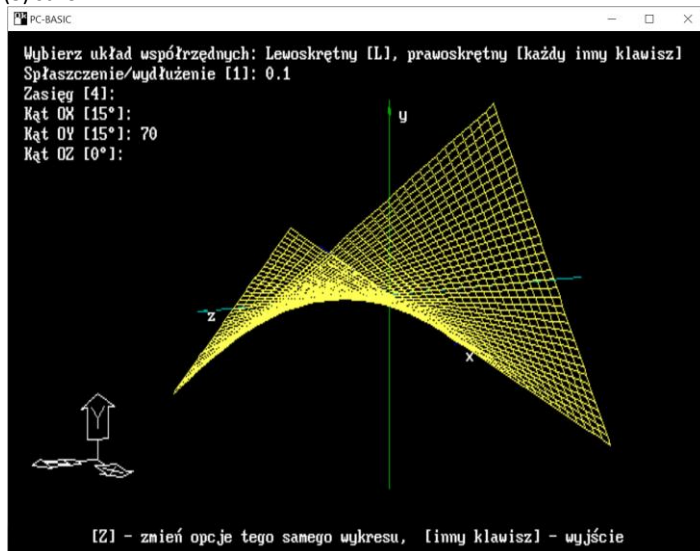 PC-BASIC
Wybierz układ współrzędnych: Lewoskrętny [L], prawoskrętny [każdy inny klawisz]
Spłaszczenie/wydłużenie [1]: 0.1
Zasięg [4]:
Kąt OX [15°]:
Kąt OY [15°]: 70
Kąt OZ [0°]:
y
z
x
Y
[Z] - zmień opcje tego samego wykresu, [inny klawisz] - wyjście